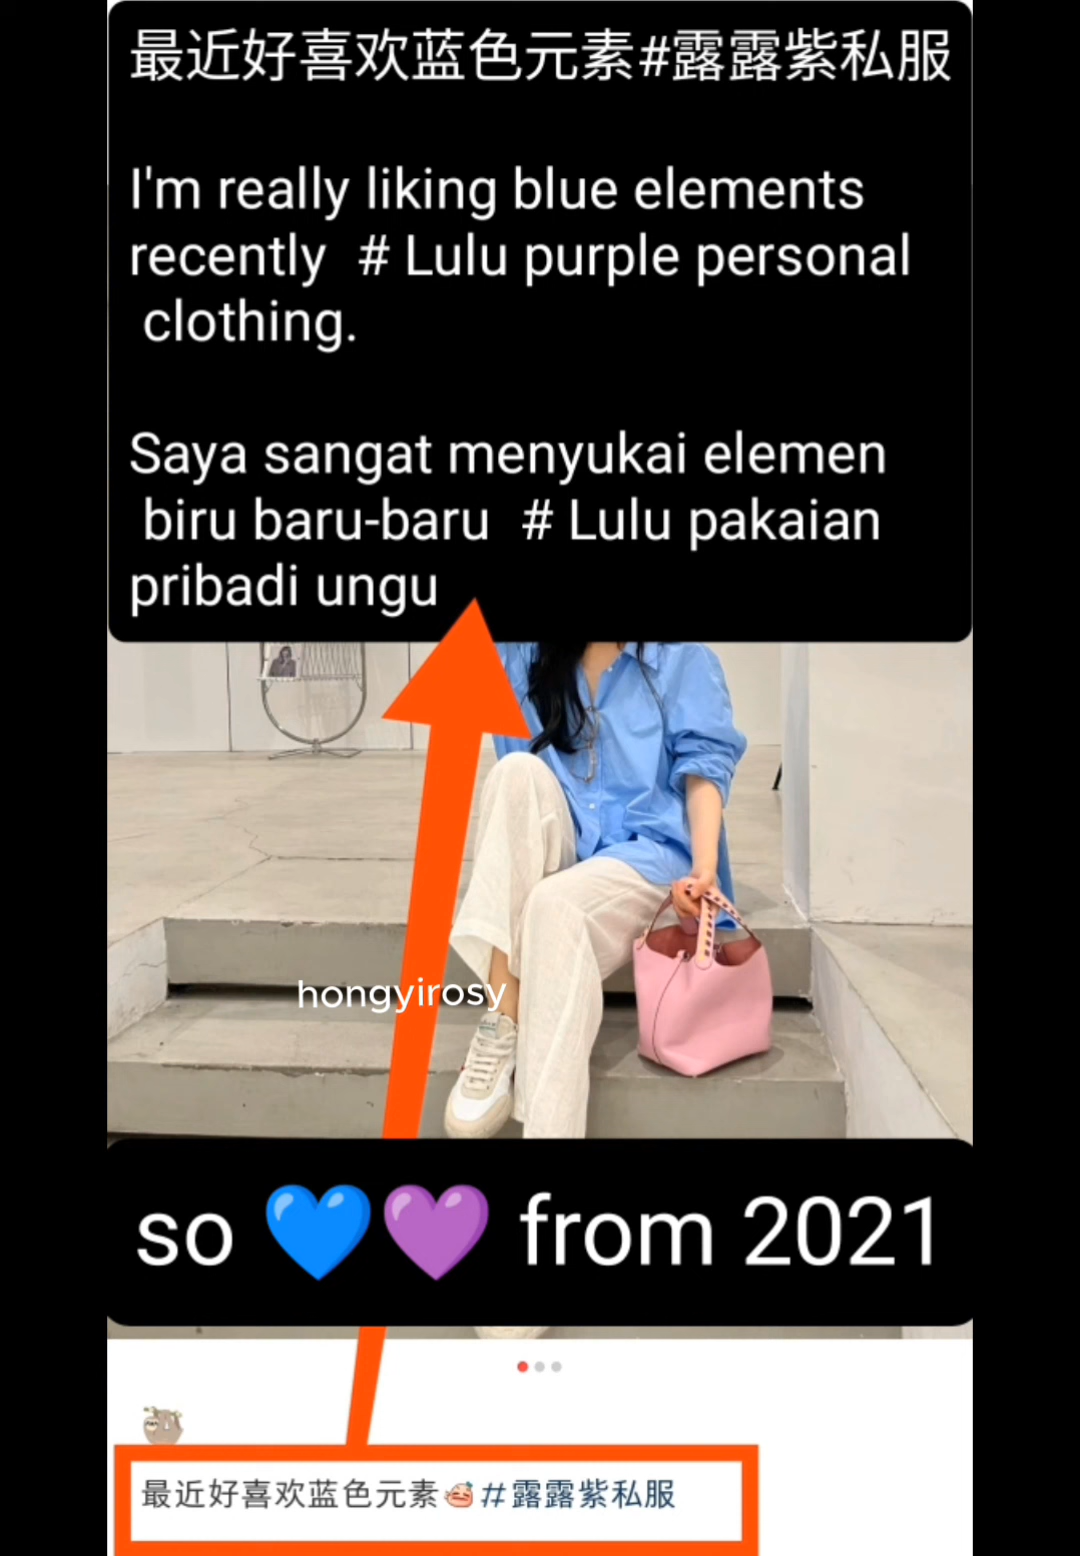 最近好喜欢蓝色元素#露露紫私服
I'm really liking blue elements
recently # Lulu purple personal
clothing.
Saya sangat menyukai elemen
biru baru-baru # Lulu pakaian
pribadi ungu
hongyirosy
so 💙💜 from 2021
最近好喜欢蓝色元素#露露紫私服